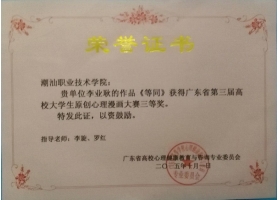 荣誉证书
潮汕职业技术学院：
贵单位李业耿的作品《等同》获得广东省第三届高
校大学生原创心理漫画大赛三等奖。
特发此证，以资鼓励。
指导老师：李旋、罗红
广东省高校心理健康教育与咨询专业委员会
二〇一五年十月一日